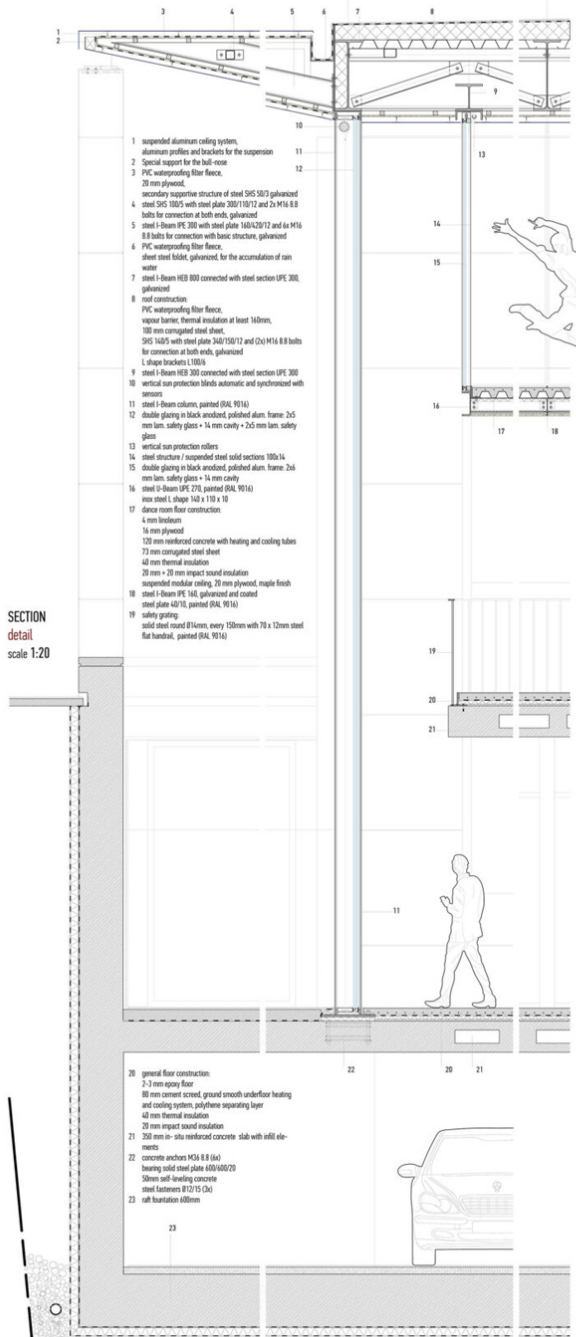 3 4 5 6 7 8
1
2
9
10
11
12
13
14
15
16
17 18
1 suspended aluminum ceiling system,
aluminum profiles and brackets for the suspension
2 Special support for the bull-nose
3 PVC waterproofing filter fleece,
20 mm plywood,
secondary supportive structure of steel SHS 50/3 galvanized
4 steel SHS 100/5 with steel plate 300/110/12 and 2x M16 8.8
bolts for connection at both ends, galvanized
5 steel I-Beam IPE 300 with steel plate 160/420/12 and 6x M16
8.8 bolts for connection with basic structure, galvanized
6 PVC waterproofing filter fleece,
sheet steel foldet, galvanized, for the accumulation of rain
water
7 steel I-Beam HEB 800 connected with steel section UPE 300,
galvanized
8 roof construction:
PVC waterproofing filter fleece,
vapour barrier, thermal insulation at least 160mm,
100 mm corrugated steel sheet,
SHS 140/5 with steel plate 340/150/12 and (2x) M16 8.8 bolts
for connection at both ends, galvanized
L shape brackets L100/6
9 steel I-Beam HEB 300 connected with steel section UPE 300
10 vertical sun protection blinds automatic and synchronized with
sensors
11 steel I-Beam column, painted (RAL 9016)
12 double glazing in black anodized, polished alum. frame: 2x5
mm lam. safety glass + 14 mm cavity + 2x5 mm lam. safety
glass
13 vertical sun protection rollers
14 steel structure / suspended steel solid sections 100x14
15 double glazing in black anodized, polished alum. frame: 2x6
mm lam. safety glass + 14 mm cavity
16 steel U-Beam UPE 270, painted (RAL 9016)
inox steel L shape 140 x 110 x 10
17 dance room floor construction:
4 mm linoleum
16 mm plywood
120 mm reinforced concrete with heating and cooling tubes
73 mm corrugated steel sheet
40 mm thermal insulation
20 mm + 20 mm impact sound insulation
suspended modular ceiling, 20 mm plywood, maple finish
18 steel I-Beam IPE 160, galvanized and coated
steel plate 40/10, painted (RAL 9016)
19 safety grating:
solid steel round Ø14mm, every 150mm with 70 x 12mm steel
flat handrail, painted (RAL 9016)
SECTION
detail
scale 1:20
19
20
21
11
22 20 21
20 general floor construction:
2-3 mm epoxy floor
80 mm cement screed, ground smooth underfloor heating
and cooling system, polythene separating layer
40 mm thermal insulation
20 mm impact sound insulation
21 350 mm in- situ reinforced concrete slab with infill ele-
ments
22 concrete anchors M36 8.8 (6x)
bearing solid steel plate 600/600/20
50mm self-leveling concrete
steel fasteners Ø12/15 (3x)
23 raft fountation 600mm
23